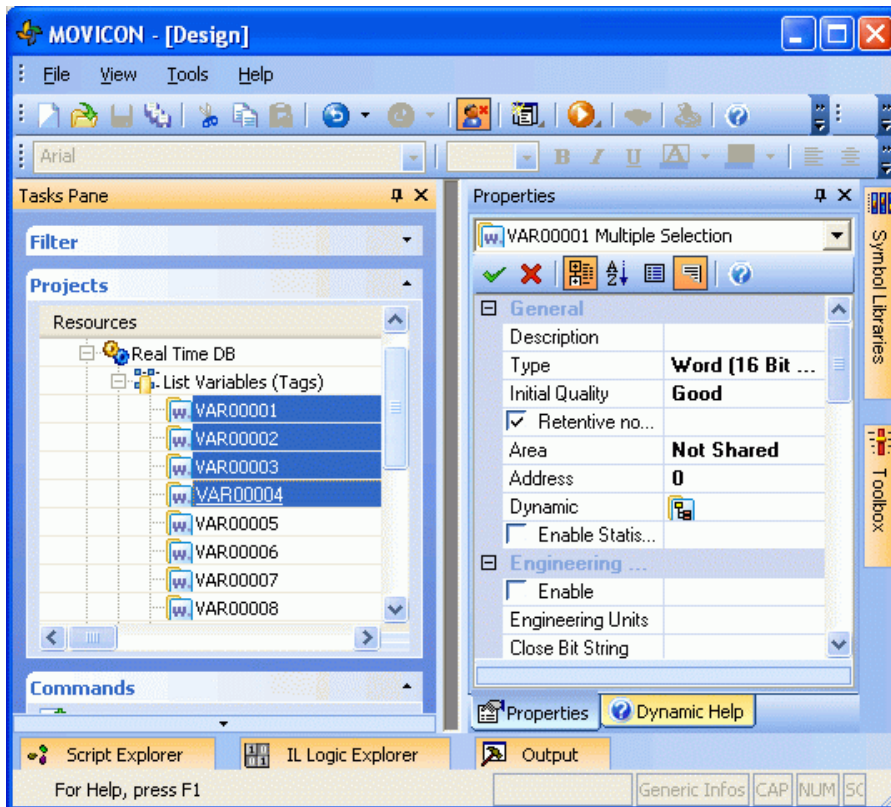 MOVICON - [Design]
File View Tools Help
Arial B I U A
Tasks Pane
Filter
Projects
Resources
Real Time DB
List Variables (Tags)
VAR00001
VAR00002
VAR00003
VAR00004
VAR00005
VAR00006
VAR00007
VAR00008
Commands
Properties
VAR00001 Multiple Selection
General
Description
Type Word (16 Bit ...
Initial Quality Good
Retentive no...
Area Not Shared
Address 0
Dynamic
Enable Statis...
Engineering ...
Enable
Engineering Units
Close Bit String
Properties Dynamic Help
Symbol Libraries
Toolbox
Script Explorer IL Logic Explorer Output
For Help, press F1 Generic Infos CAP NUM SC